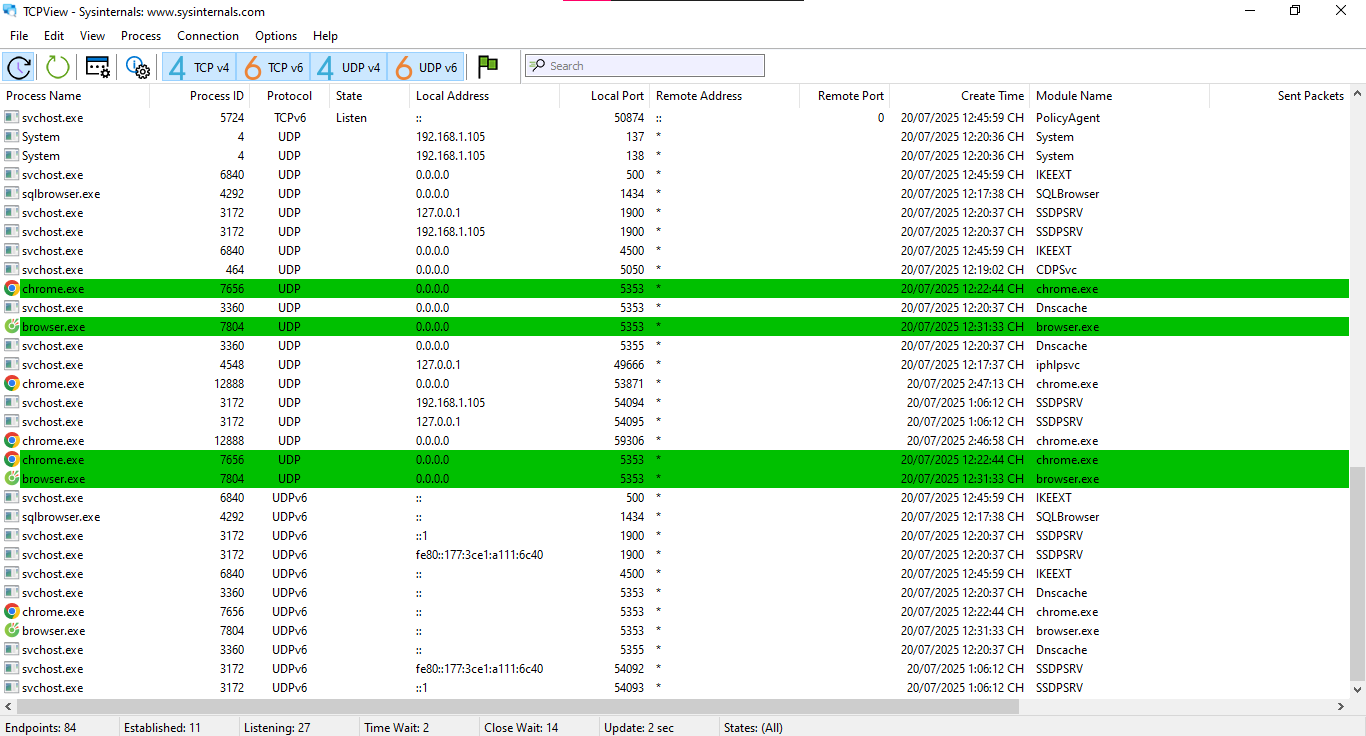 TCPView - Sysinternals: www.sysinternals.com
File Edit View Process Connection Options Help
4 TCP v4 6 TCP v6 4 UDP v4 6 UDP v6 Search
Process Name Process ID Protocol State Local Address Local Port Remote Address Remote Port Create Time Module Name Sent Packets
svchost.exe 5724 TCPv6 Listen :: 50874 :: 0 20/07/2025 12:45:59 CH PolicyAgent
System 4 UDP 192.168.1.105 137 * 20/07/2025 12:20:36 CH System
System 4 UDP 192.168.1.105 138 * 20/07/2025 12:20:36 CH System
svchost.exe 6840 UDP 0.0.0.0 500 * 20/07/2025 12:45:59 CH IKEEXT
sqlbrowser.exe 4292 UDP 0.0.0.0 1434 * 20/07/2025 12:17:38 CH SQLBrowser
svchost.exe 3172 UDP 127.0.0.1 1900 * 20/07/2025 12:20:37 CH SSDPSRV
svchost.exe 3172 UDP 192.168.1.105 1900 * 20/07/2025 12:20:37 CH SSDPSRV
svchost.exe 6840 UDP 0.0.0.0 4500 * 20/07/2025 12:45:59 CH IKEEXT
svchost.exe 464 UDP 0.0.0.0 5050 * 20/07/2025 12:19:02 CH CDPSvc
chrome.exe 7656 UDP 0.0.0.0 5353 * 20/07/2025 12:22:44 CH chrome.exe
svchost.exe 3360 UDP 0.0.0.0 5353 * 20/07/2025 12:20:37 CH Dnscache
browser.exe 7804 UDP 0.0.0.0 5353 * 20/07/2025 12:31:33 CH browser.exe
svchost.exe 3360 UDP 0.0.0.0 5355 * 20/07/2025 12:20:37 CH Dnscache
svchost.exe 4548 UDP 127.0.0.1 49666 * 20/07/2025 12:17:37 CH iphlpsvc
chrome.exe 12888 UDP 0.0.0.0 53871 * 20/07/2025 2:47:13 CH chrome.exe
svchost.exe 3172 UDP 192.168.1.105 54094 * 20/07/2025 1:06:12 CH SSDPSRV
svchost.exe 3172 UDP 127.0.0.1 54095 * 20/07/2025 1:06:12 CH SSDPSRV
chrome.exe 12888 UDP 0.0.0.0 59306 * 20/07/2025 2:46:58 CH chrome.exe
chrome.exe 7656 UDP 0.0.0.0 5353 * 20/07/2025 12:22:44 CH chrome.exe
browser.exe 7804 UDP 0.0.0.0 5353 * 20/07/2025 12:31:33 CH browser.exe
svchost.exe 6840 UDPv6 :: 500 * 20/07/2025 12:45:59 CH IKEEXT
sqlbrowser.exe 4292 UDPv6 :: 1434 * 20/07/2025 12:17:38 CH SQLBrowser
svchost.exe 3172 UDPv6 ::1 1900 * 20/07/2025 12:20:37 CH SSDPSRV
svchost.exe 3172 UDPv6 fe80::177:3ce1:a111:6c40 1900 * 20/07/2025 12:20:37 CH SSDPSRV
svchost.exe 6840 UDPv6 :: 4500 * 20/07/2025 12:45:59 CH IKEEXT
svchost.exe 3360 UDPv6 :: 5353 * 20/07/2025 12:20:37 CH Dnscache
chrome.exe 7656 UDPv6 :: 5353 * 20/07/2025 12:22:44 CH chrome.exe
browser.exe 7804 UDPv6 :: 5353 * 20/07/2025 12:31:33 CH browser.exe
svchost.exe 3360 UDPv6 :: 5355 * 20/07/2025 12:20:37 CH Dnscache
svchost.exe 3172 UDPv6 fe80::177:3ce1:a111:6c40 54092 * 20/07/2025 1:06:12 CH SSDPSRV
svchost.exe 3172 UDPv6 ::1 54093 * 20/07/2025 1:06:12 CH SSDPSRV
Endpoints: 84 Established: 11 Listening: 27 Time Wait: 2 Close Wait: 14 Update: 2 sec States: (All)